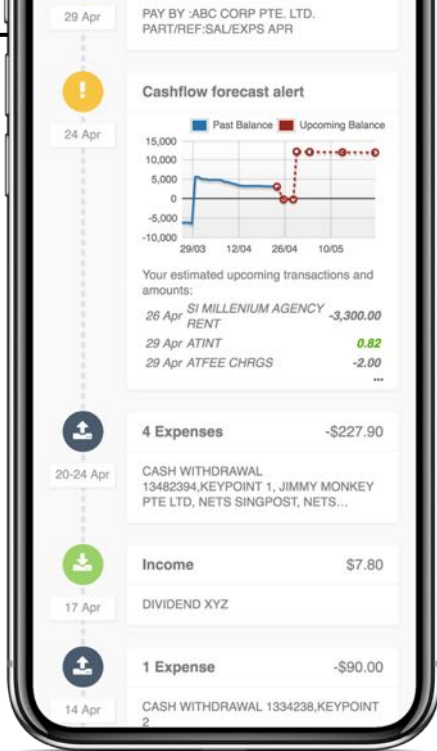 29 Apr
PAY BY :ABC CORP PTE. LTD.
PART/REF:SAL/EXPS APR
!
24 Apr
Cashflow forecast alert
Past Balance Upcoming Balance
15,000
10,000
5,000
0
-5,000
-10,000
29/03 12/04 26/04 10/05
Your estimated upcoming transactions and
amounts:
26 Apr SI MILLENIUM AGENCY RENT -3,300.00
29 Apr ATINT 0.82
29 Apr ATFEE CHRGS -2.00
...
4 Expenses -$227.90
20-24 Apr
CASH WITHDRAWAL
13482394,KEYPOINT 1, JIMMY MONKEY
PTE LTD, NETS SINGPOST, NETS…
Income $7.80
17 Apr
DIVIDEND XYZ
1 Expense -$90.00
14 Apr
CASH WITHDRAWAL 1334238,KEYPOINT
2